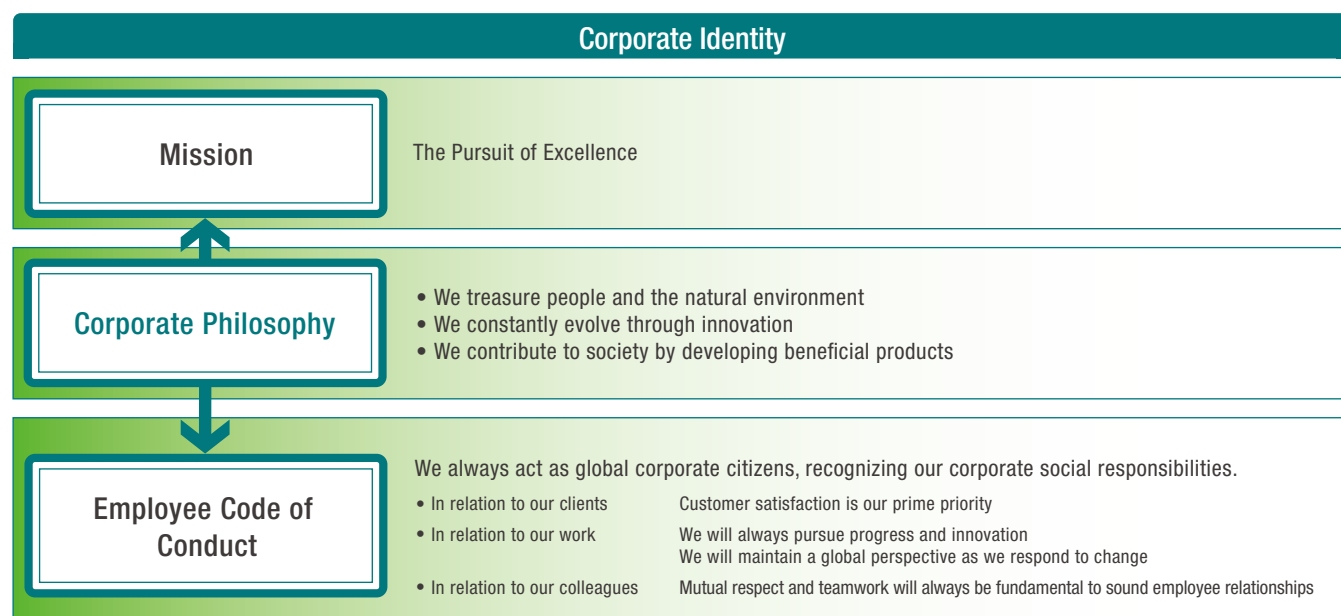 Corporate Identity
Mission
The Pursuit of Excellence
Corporate Philosophy
• We treasure people and the natural environment
• We constantly evolve through innovation
• We contribute to society by developing beneficial products
Employee Code of
Conduct
We always act as global corporate citizens, recognizing our corporate social responsibilities.
• In relation to our clients Customer satisfaction is our prime priority
• In relation to our work We will always pursue progress and innovation
We will maintain a global perspective as we respond to change
• In relation to our colleagues Mutual respect and teamwork will always be fundamental to sound employee relationships